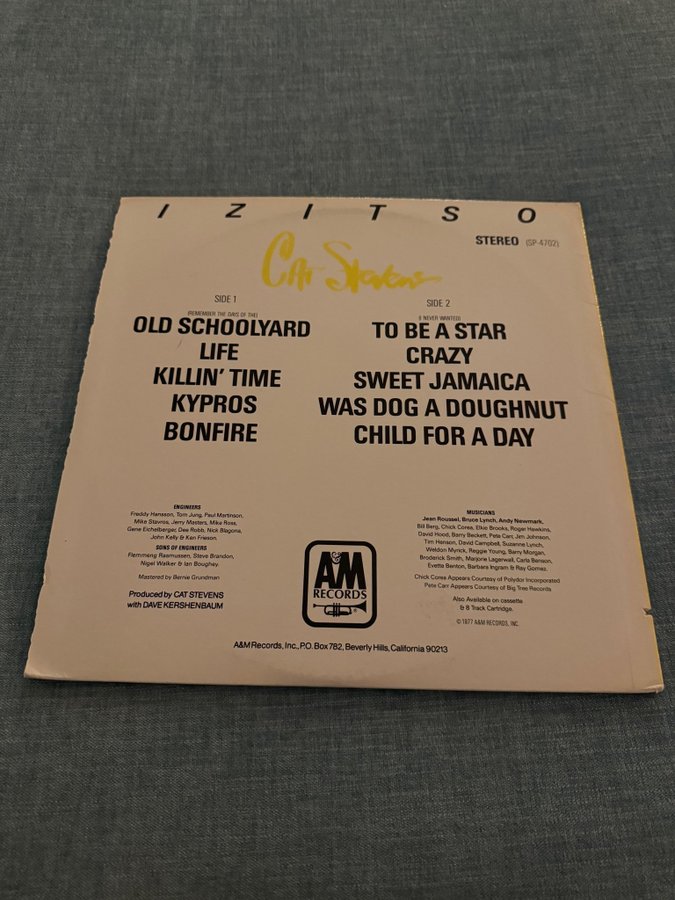 IZITSO
STEREO (SP-4702)
Cat Stevens
SIDE 1
(REMEMBER THE DAYS OF THE)
OLD SCHOOLYARD
LIFE
KILLIN' TIME
KYPROS
BONFIRE
SIDE 2
(I NEVER WANTED)
TO BE A STAR
CRAZY
SWEET JAMAICA
WAS DOG A DOUGHNUT
CHILD FOR A DAY
ENGINEERS
Freddy Hansson, Tom Jung, Paul Martinson,
Mike Stavros, Jerry Masters, Mike Ross,
Gene Eichelberger, Dee Robb, Nick Blagona,
John Kelly & Ken Frieson.
SONS OF ENGINEERS
Flemmeng Rasmussen, Steve Brandon,
Nigel Walker & Ian Boughey.
Mastered by Bernie Grundman
Produced by CAT STEVENS
with DAVE KERSHENBAUM
A&M
RECORDS
MUSICIANS
Jean Roussel, Bruce Lynch, Andy Newmark,
Bill Berg, Chick Corea, Elkie Brooks, Roger Hawkins,
David Hood, Barry Beckett, Pete Carr, Jim Johnson,
Tim Henson, David Campbell, Suzanne Lynch,
Weldon Myrick, Reggie Young, Barry Morgan,
Broderick Smith, Marjorie Lagerwall, Carla Benson,
Evette Benton, Barbara Ingram & Ray Gomez.
Chick Corea Appears Courtesy of Polydor Incorporated
Pete Carr Appears Courtesy of Big Tree Records
Also Available on cassette
& 8 Track Cartridge.
© 1977 A&M RECORDS, INC.
A&M Records, Inc., P.O. Box 782, Beverly Hills, California 90213